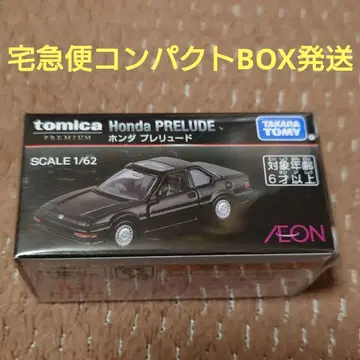 宅急便コンパクトBOX発送
tomica
PREMIUM
Honda PRELUDE
ホンダ プレリュード
TAKARA
TOMY
SCALE 1/62
対象年齢
6才以上
ÆON